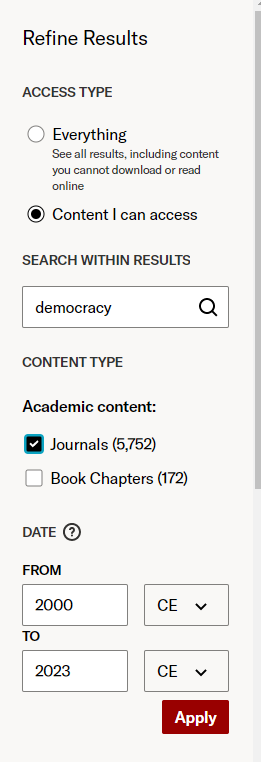 Refine Results
ACCESS TYPE
Everything
See all results, including content
you cannot download or read
online
Content I can access
SEARCH WITHIN RESULTS
democracy
CONTENT TYPE
Academic content:
Journals (5,752)
Book Chapters (172)
DATE ?
FROM
2000 CE
TO
2023 CE
Apply